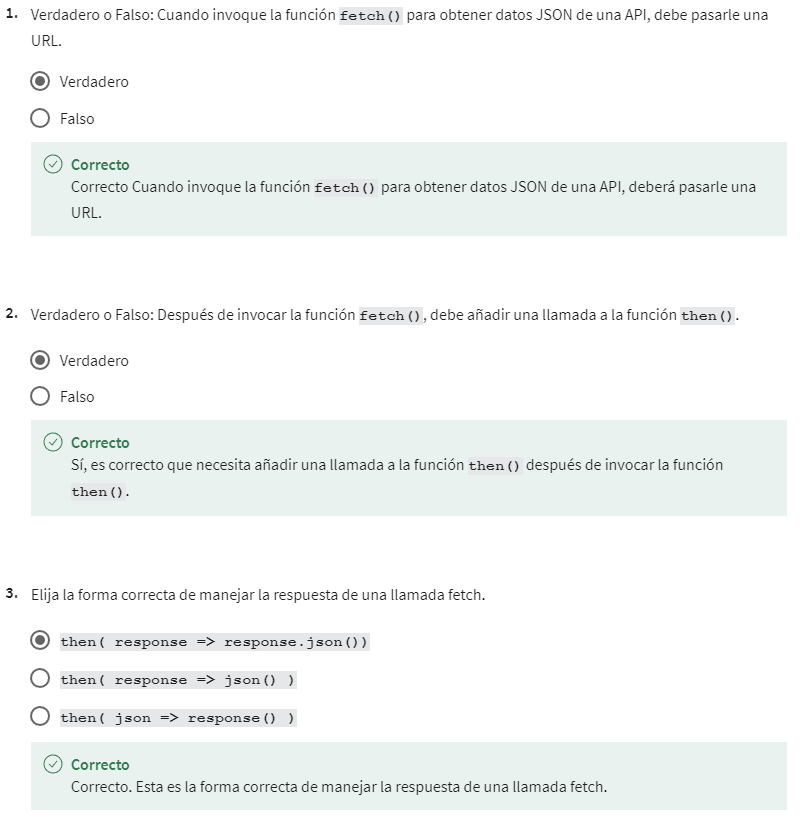 1. Verdadero o Falso: Cuando invoque la función fetch() para obtener datos JSON de una API, debe pasarle una
URL.
Verdadero
Falso
Correcto
Correcto Cuando invoque la función fetch() para obtener datos JSON de una API, deberá pasarle una
URL.
2. Verdadero o Falso: Después de invocar la función fetch(), debe añadir una llamada a la función then().
Verdadero
Falso
Correcto
Sí, es correcto que necesita añadir una llamada a la función then() después de invocar la función
then().
3. Elija la forma correcta de manejar la respuesta de una llamada fetch.
then( response => response.json())
then( response => json() )
then( json => response() )
Correcto
Correcto. Esta es la forma correcta de manejar la respuesta de una llamada fetch.